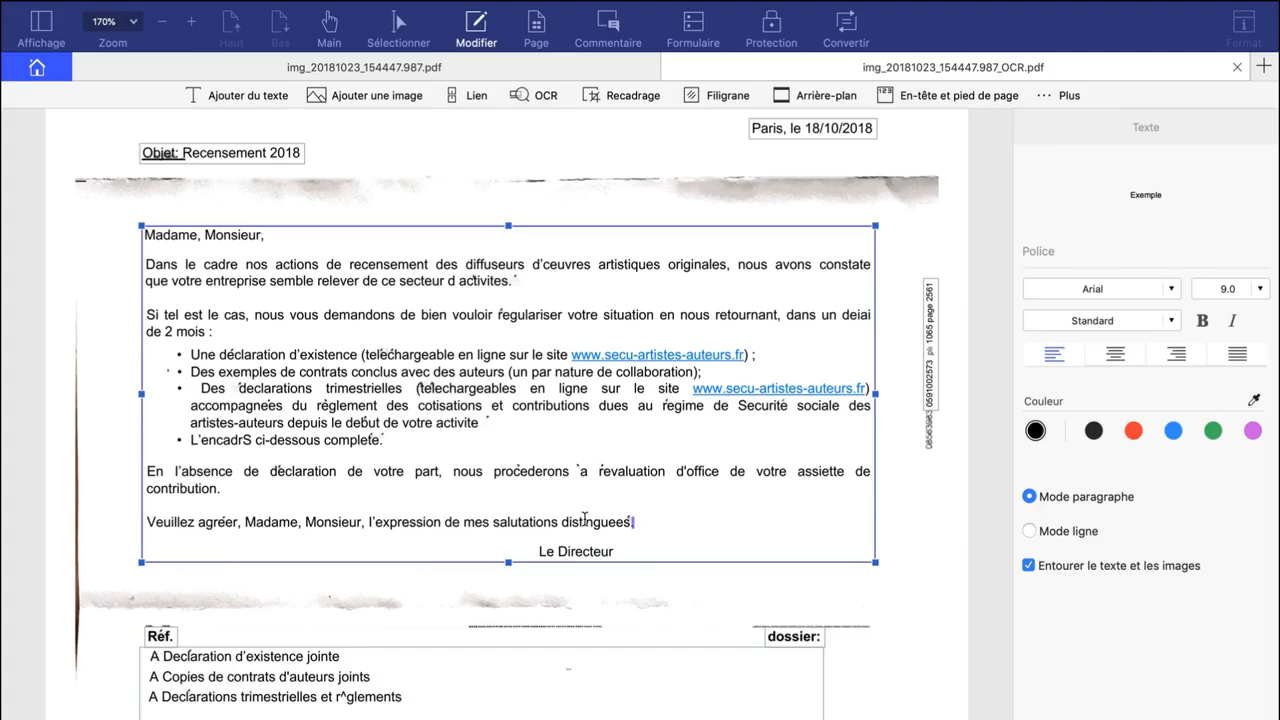 170%
Affichage
Zoom
Haut
Bas
Main
Sélectionner
Modifier
Page
Commentaire
Formulaire
Protection
Convertir
Format
img_20181023_154447.987.pdf
img_20181023_154447.987_OCR.pdf
Ajouter du texte
Ajouter une image
Lien
OCR
Recadrage
Filigrane
Arrière-plan
En-tête et pied de page
Plus
Paris, le 18/10/2018
Objet: Recensement 2018
Madame, Monsieur,
Dans le cadre nos actions de recensement des diffuseurs d'ceuvres artistiques originales, nous avons constate
que votre entreprise semble relever de ce secteur d activites.
Si tel est le cas, nous vous demandons de bien vouloir regulariser votre situation en nous retournant, dans un deiai
de 2 mois :
• Une déclaration d'existence (telechargeable en ligne sur le site www.secu-artistes-auteurs.fr) ;
• Des exemples de contrats conclus avec des auteurs (un par nature de collaboration);
• Des declarations trimestrielles (telechargeables en ligne sur le site www.secu-artistes-auteurs.fr)
accompagnees du règlement des cotisations et contributions dues au regime de Securite sociale des
artistes-auteurs depuis le debut de votre activite
• L'encadrS ci-dessous complete.
En l'absence de declaration de votre part, nous procederons a revaluation d'office de votre assiette de
contribution.
Veuillez agreer, Madame, Monsieur, l'expression de mes salutations distinguees.
Le Directeur
08563983 0591002573 pli 1065 page 2561
Réf.
dossier:
A Declaration d'existence jointe
A Copies de contrats d'auteurs joints
A Declarations trimestrielles et r^glements
Texte
Exemple
Police
Arial
9.0
Standard
B
I
Couleur
Mode paragraphe
Mode ligne
Entourer le texte et les images